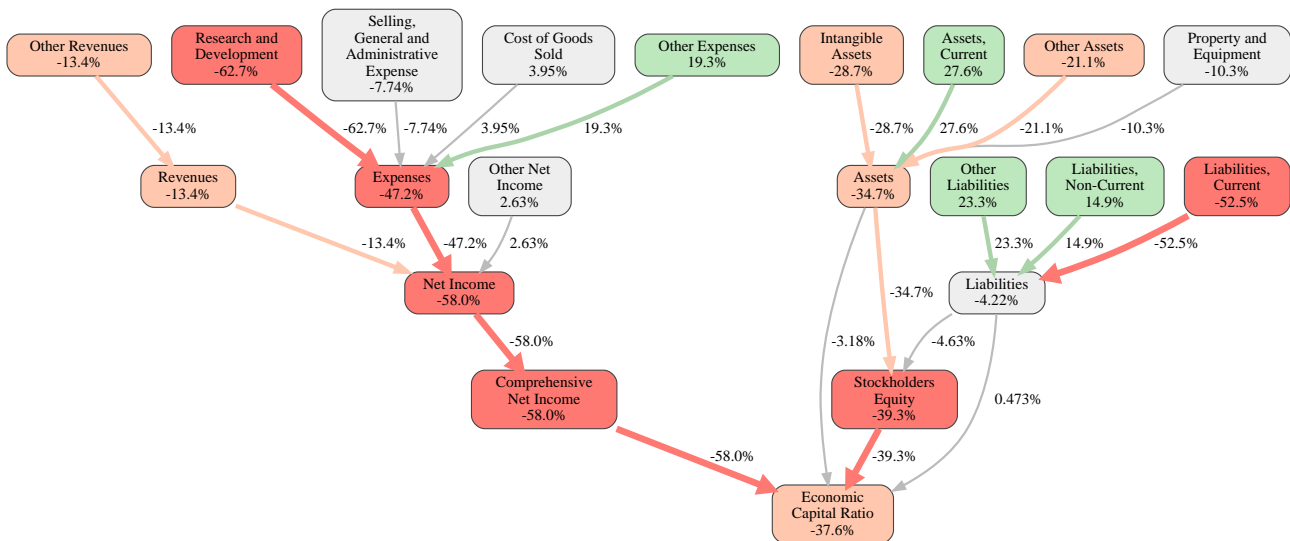 Other Revenues
-13.4%
Research and
Development
-62.7%
Selling,
General and
Administrative
Expense
-7.74%
Cost of Goods
Sold
3.95%
Other Expenses
19.3%
Intangible
Assets
-28.7%
Assets,
Current
27.6%
Other Assets
-21.1%
Property and
Equipment
-10.3%
-13.4%
-62.7%
-7.74%
3.95%
19.3%
-28.7%
27.6%
-21.1%
-10.3%
Revenues
-13.4%
Expenses
-47.2%
Other Net
Income
2.63%
Assets
-34.7%
Other
Liabilities
23.3%
Liabilities,
Non-Current
14.9%
Liabilities,
Current
-52.5%
-13.4%
-47.2%
2.63%
23.3%
14.9%
-52.5%
Net Income
-58.0%
-34.7%
Liabilities
-4.22%
-58.0%
-3.18%
-4.63%
Comprehensive
Net Income
-58.0%
Stockholders
Equity
-39.3%
0.473%
-58.0%
-39.3%
Economic
Capital Ratio
-37.6%